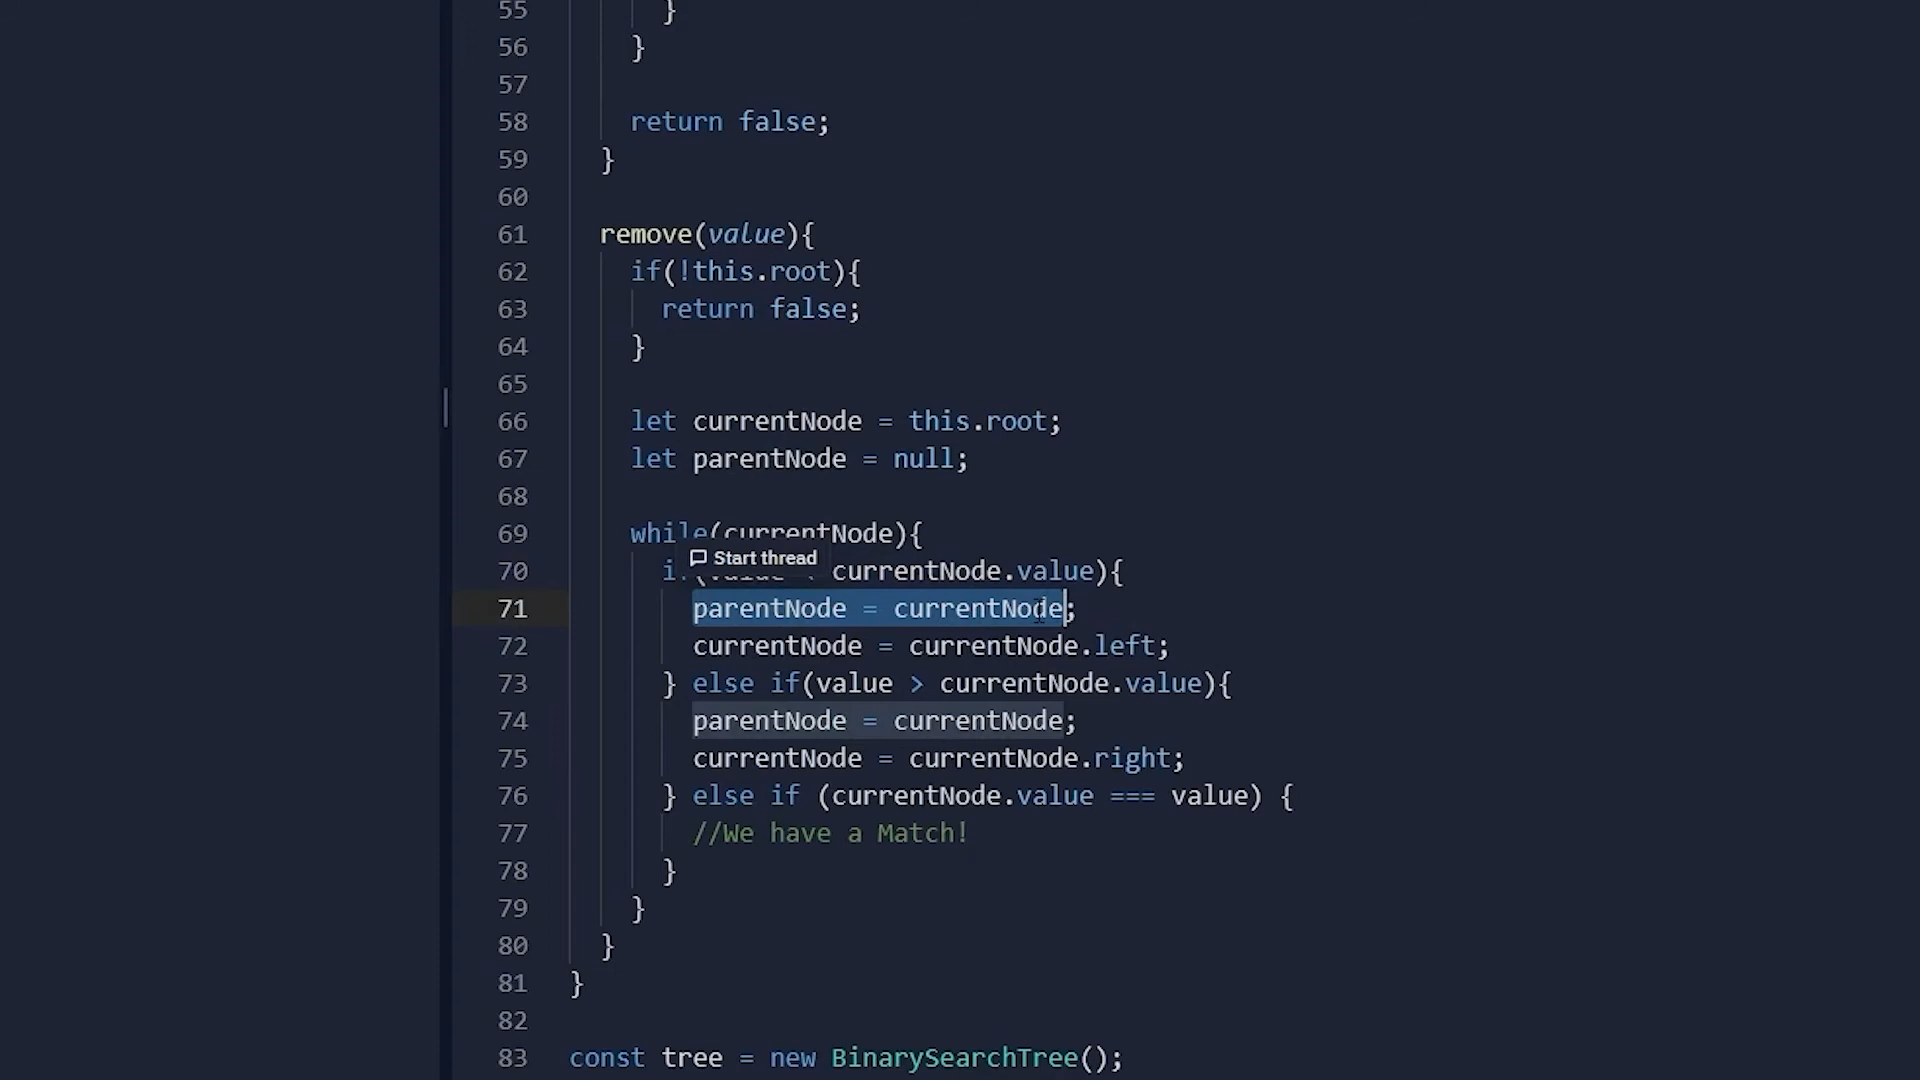 55 }
56 }
57
58 return false;
59 }
60
61 remove(value){
62 if(!this.root){
63 return false;
64 }
65
66 let currentNode = this.root;
67 let parentNode = null;
68
69 while(currentNode){
Start thread
70 if(value < currentNode.value){
71 parentNode = currentNode;
72 currentNode = currentNode.left;
73 } else if(value > currentNode.value){
74 parentNode = currentNode;
75 currentNode = currentNode.right;
76 } else if (currentNode.value === value) {
77 //We have a Match!
78 }
79 }
80 }
81 }
82
83 const tree = new BinarySearchTree();